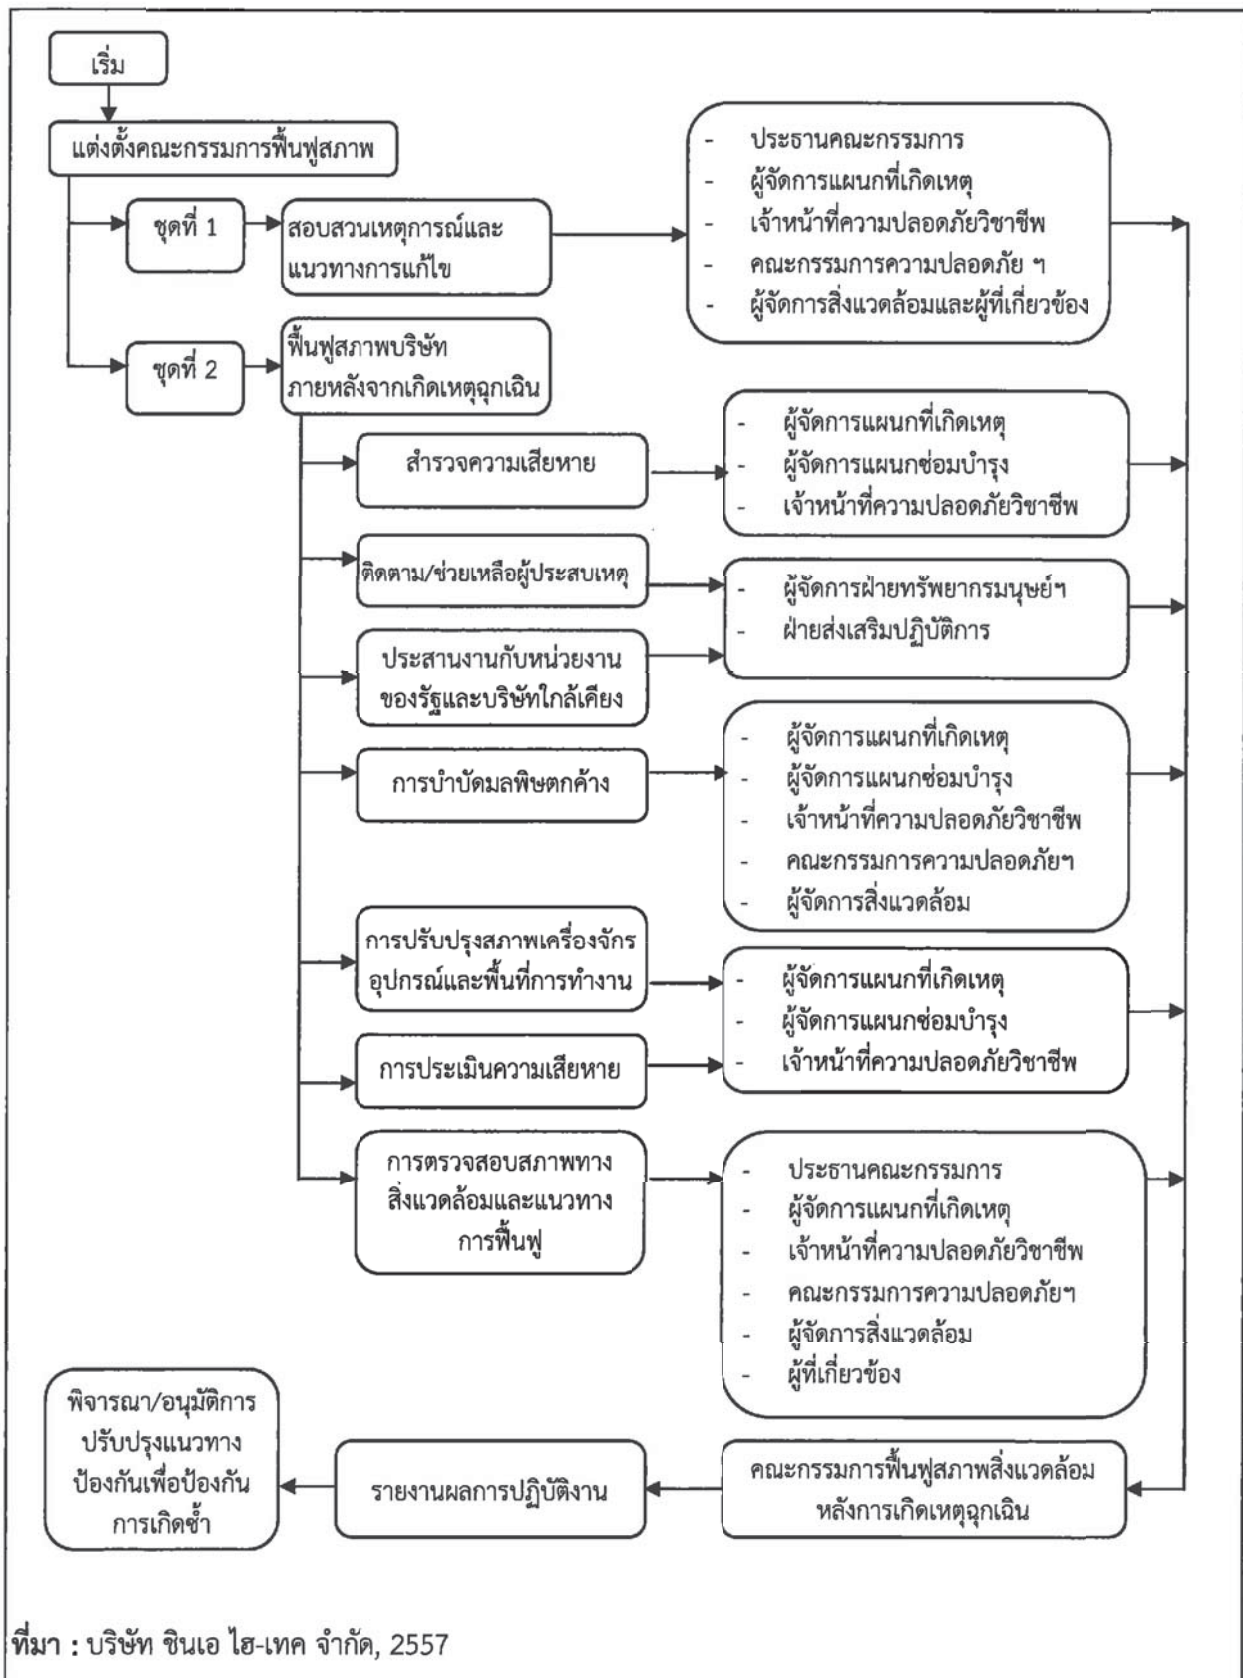 เริ่ม
แต่งตั้งคณะกรรมการฟื้นฟูสภาพ
ชุดที่ 1
สอบสวนเหตุการณ์และ
แนวทางการแก้ไข
- ประธานคณะกรรมการ
- ผู้จัดการแผนกที่เกิดเหตุ
- เจ้าหน้าที่ความปลอดภัยวิชาชีพ
- คณะกรรมการความปลอดภัย ฯ
- ผู้จัดการสิ่งแวดล้อมและผู้ที่เกี่ยวข้อง
ชุดที่ 2
ฟื้นฟูสภาพบริษัท
ภายหลังจากเกิดเหตุฉุกเฉิน
สำรวจความเสียหาย
- ผู้จัดการแผนกที่เกิดเหตุ
- ผู้จัดการแผนกซ่อมบำรุง
- เจ้าหน้าที่ความปลอดภัยวิชาชีพ
ติดตาม/ช่วยเหลือผู้ประสบเหตุ
ประสานงานกับหน่วยงาน
ของรัฐและบริษัทใกล้เคียง
- ผู้จัดการฝ่ายทรัพยากรมนุษย์ฯ
- ฝ่ายส่งเสริมปฏิบัติการ
การบำบัดมลพิษตกค้าง
- ผู้จัดการแผนกที่เกิดเหตุ
- ผู้จัดการแผนกซ่อมบำรุง
- เจ้าหน้าที่ความปลอดภัยวิชาชีพ
- คณะกรรมการความปลอดภัยฯ
- ผู้จัดการสิ่งแวดล้อม
การปรับปรุงสภาพเครื่องจักร
อุปกรณ์และพื้นที่การทำงาน
การประเมินความเสียหาย
- ผู้จัดการแผนกที่เกิดเหตุ
- ผู้จัดการแผนกซ่อมบำรุง
- เจ้าหน้าที่ความปลอดภัยวิชาชีพ
การตรวจสอบสภาพทาง
สิ่งแวดล้อมและแนวทาง
การฟื้นฟู
- ประธานคณะกรรมการ
- ผู้จัดการแผนกที่เกิดเหตุ
- เจ้าหน้าที่ความปลอดภัยวิชาชีพ
- คณะกรรมการความปลอดภัยฯ
- ผู้จัดการสิ่งแวดล้อม
- ผู้ที่เกี่ยวข้อง
คณะกรรมการฟื้นฟูสภาพสิ่งแวดล้อม
หลังการเกิดเหตุฉุกเฉิน
รายงานผลการปฏิบัติงาน
พิจารณา/อนุมัติการ
ปรับปรุงแนวทาง
ป้องกันเพื่อป้องกัน
การเกิดซ้ำ
ที่มา : บริษัท ชินเอ ไฮ-เทค จำกัด, 2557